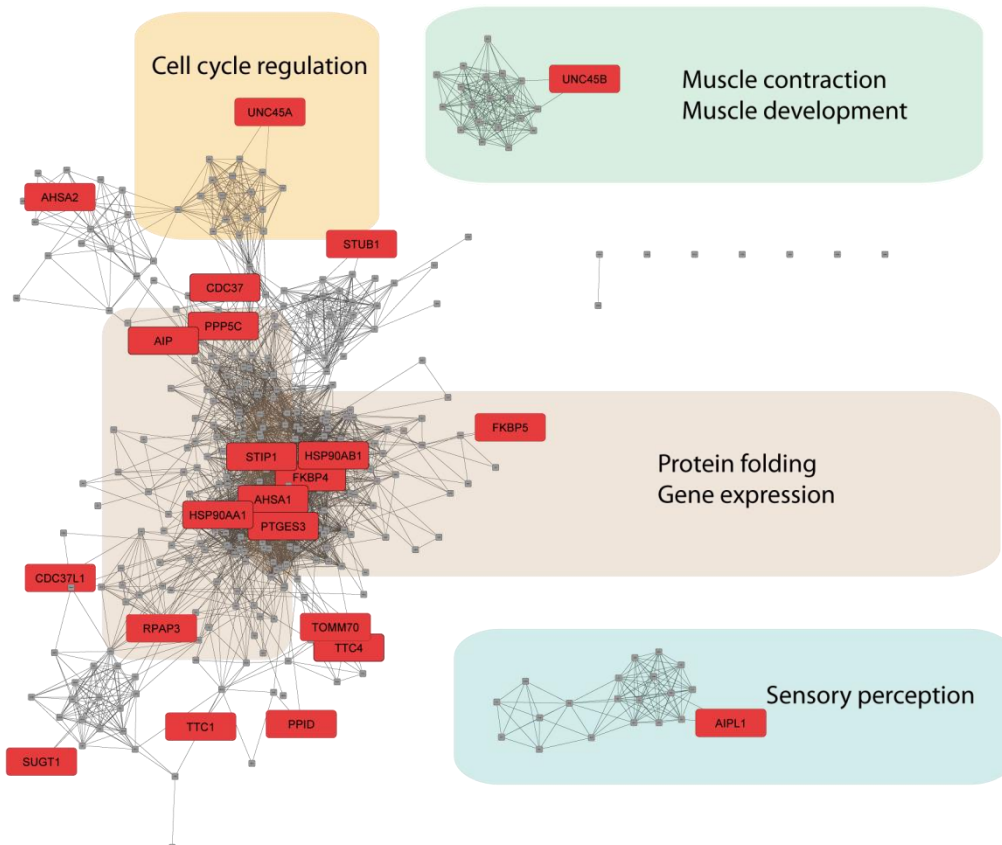 Cell cycle regulation
UNC45A
UNC45B
Muscle contraction
Muscle development
AHSA2
STUB1
CDC37
PPP5C
AIP
FKBP5
STIP1
HSP90AB1
FKBP4
AHSA1
HSP90AA1
PTGES3
Protein folding
Gene expression
CDC37L1
RPAP3
TOMM70
TTC4
TTC1
PPID
SUGT1
Sensory perception
AIPL1